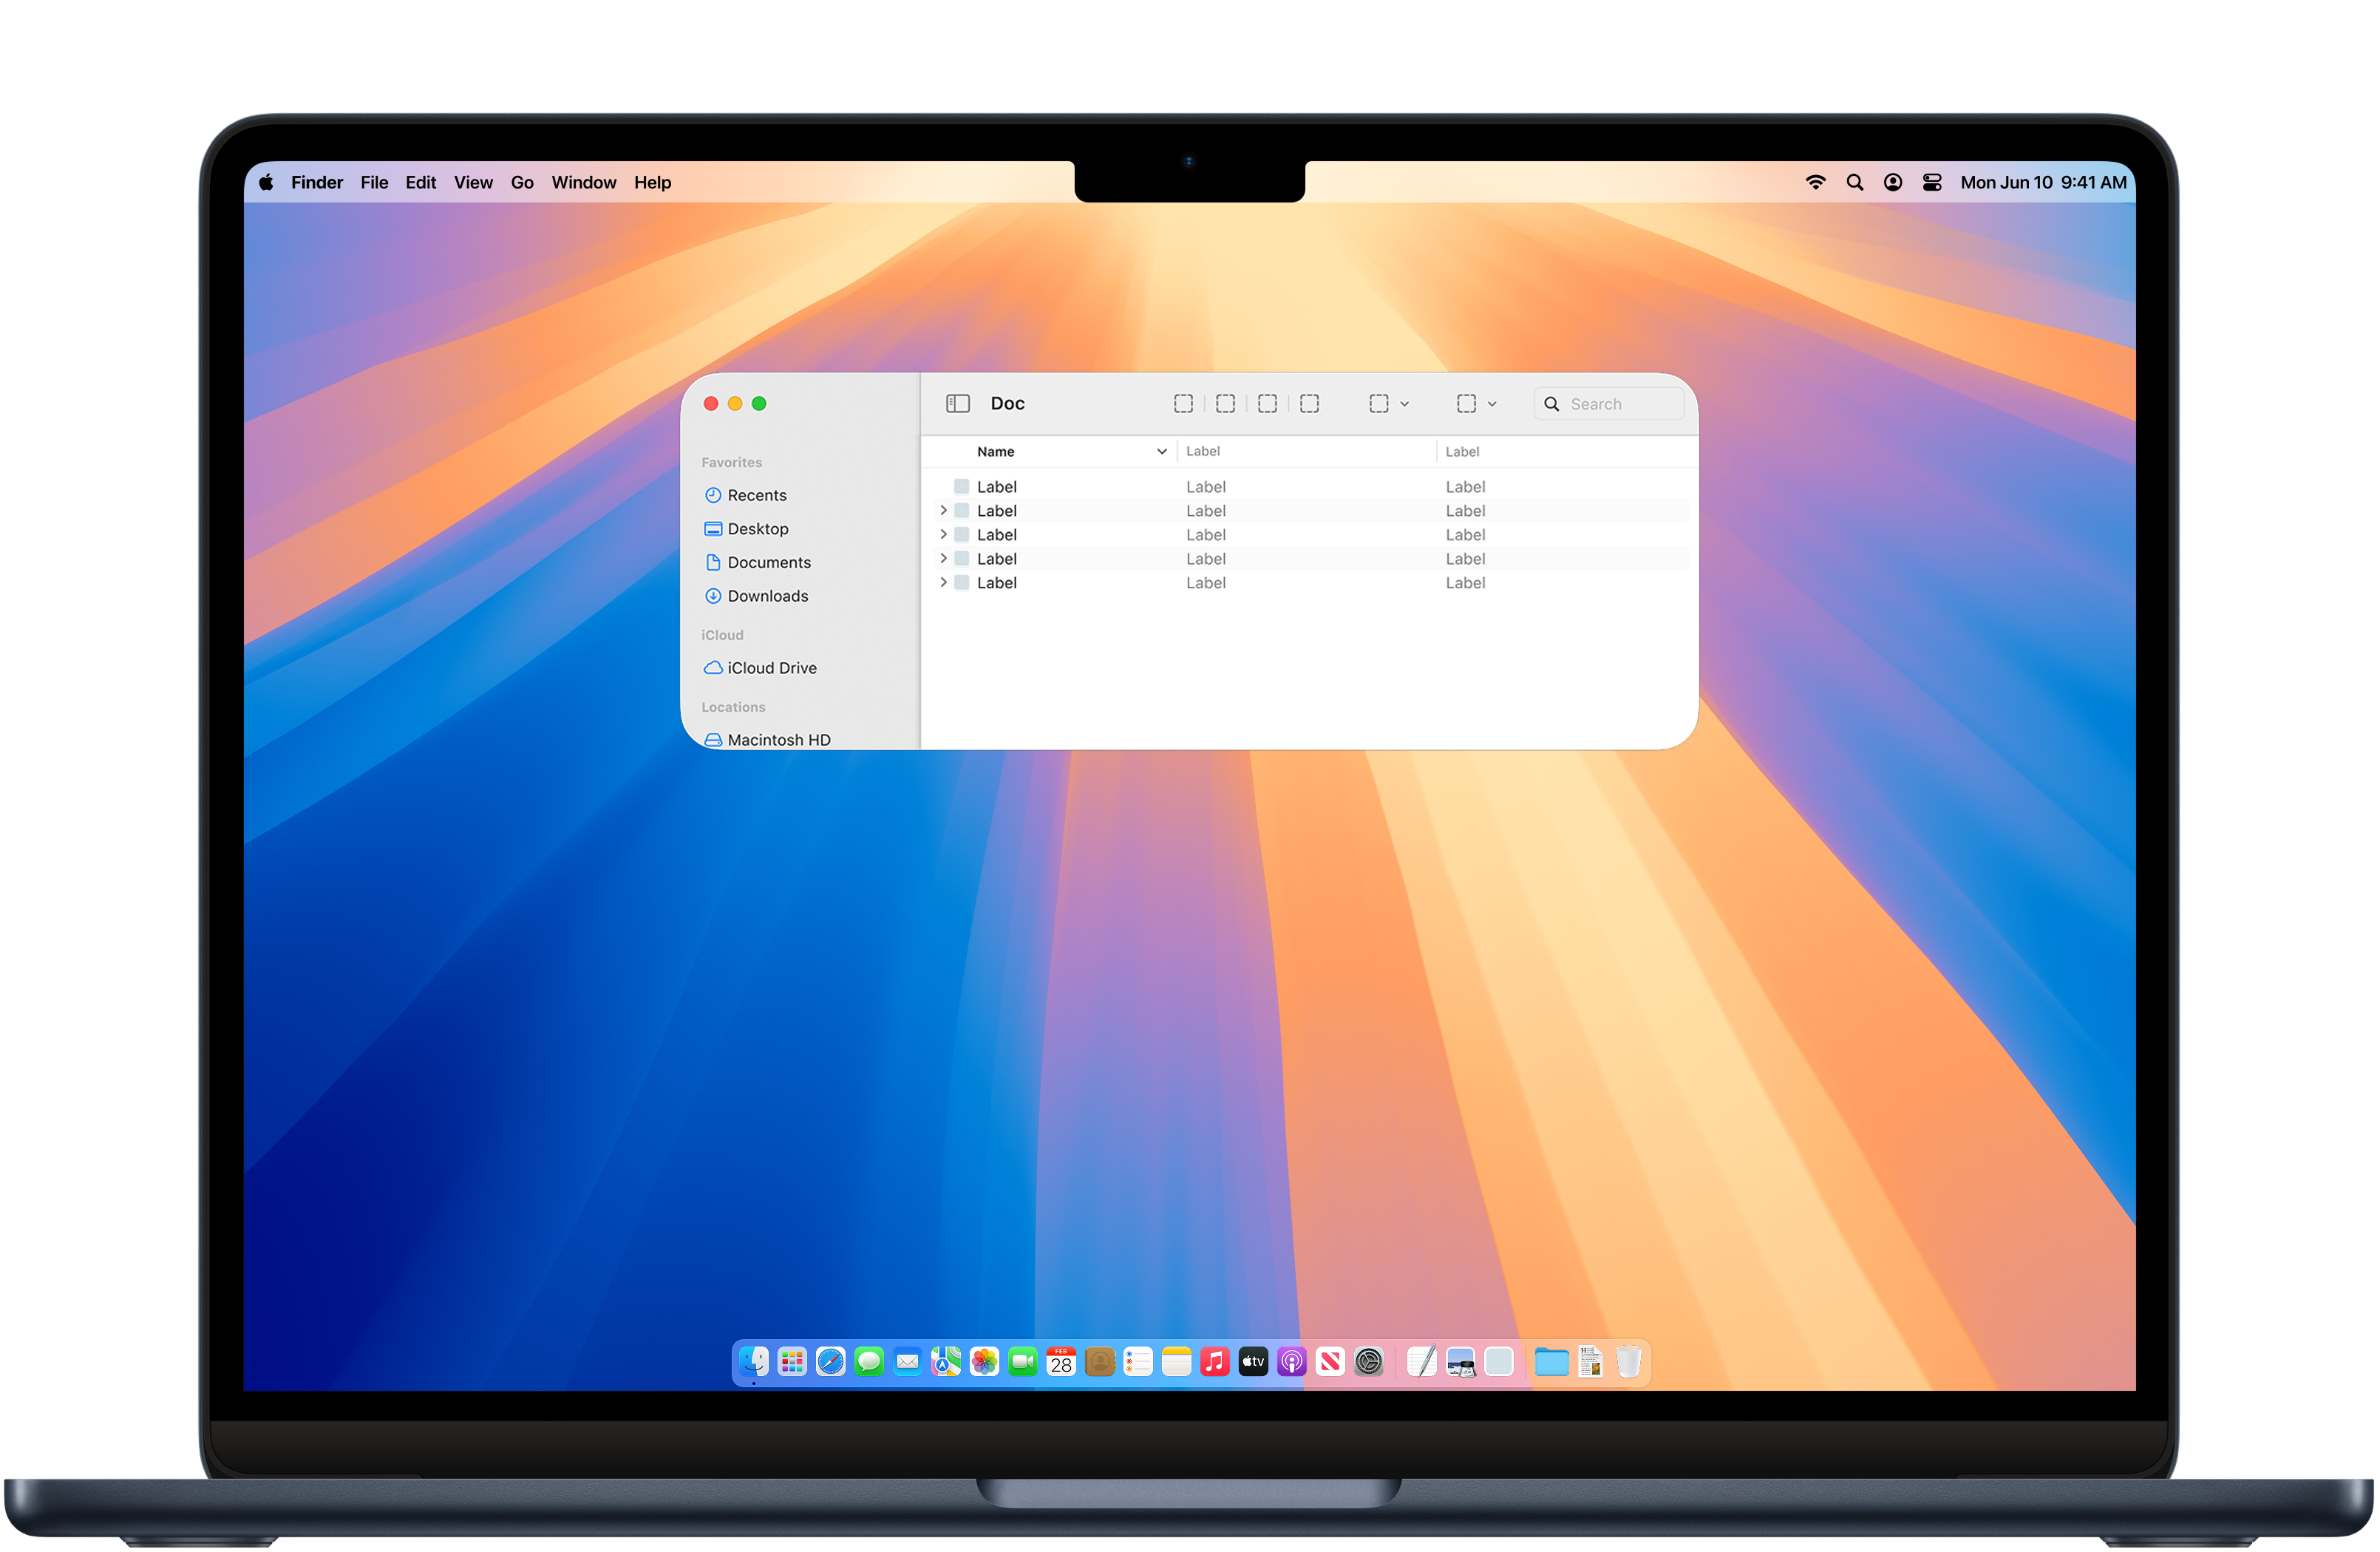 Finder File Edit View Go Window Help Mon Jun 10 9:41 AM
Doc Search
Favorites
Recents
Desktop
Documents
Downloads
iCloud
iCloud Drive
Locations
Macintosh HD
Name Label Label
Label Label Label
Label Label Label
Label Label Label
Label Label Label
Label Label Label
FEB
28
tv